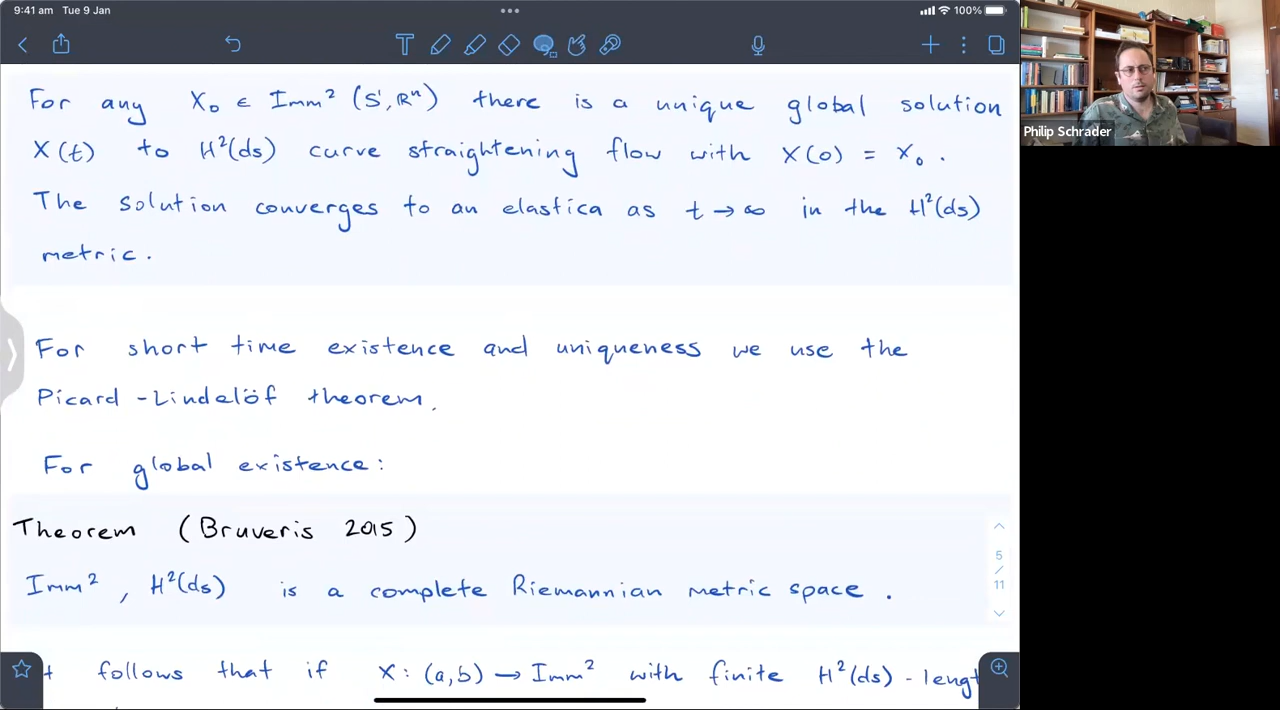 9:41 am Tue 9 Jan
100%
For any X₀ ∈ Imm² (S¹, ℝⁿ) there is a unique global solution
X(t) to H²(ds) curve straightening flow with X(0) = X₀.
The solution converges to an elastica as t → ∞ in the H²(ds)
metric.
For short time existence and uniqueness we use the
Picard-Lindelöf theorem.
For global existence:
Theorem (Bruveris 2015)
Imm², H²(ds) is a complete Riemannian metric space.
5
/
11
follows that if X: (a,b) → Imm² with finite H²(ds)-lengt
Philip Schrader